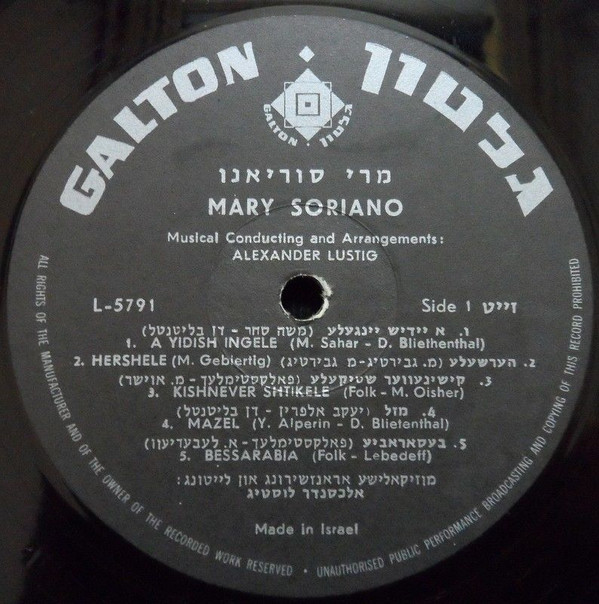 GALTON · גלטון
GALTON · גלטון
מרי סוריאנו
MARY SORIANO
Musical Conducting and Arrangements:
ALEXANDER LUSTIG
L-5791 Side 1 זייט
1. א יידיש יינגעלע (משה סחר - דן בליטנטל)
1. A YIDISH INGELE (M. Sahar - D. Bliethenthal)
2. HERSHELE (M. Gebiertig) 2. הערשעלע (מ. גבירטיג - מ גבירטיג)
3. קישינעווער שטיקעלע (פאלקסטימלעך - מ. אוישר)
3. KISHNEVER SHTIKELE (Folk - M. Oisher)
4. מזל (יעקב אלפרין - דן בליטנטל)
4. MAZEL (Y. Alperin - D. Blietenthal)
5. בעסאראביע (פאלקסטימלעך - א. לעבעדיעוו)
5. BESSARABIA (Folk - Lebedeff)
מוזיקאלישע אראנזשירונג און לייטונג:
אלכסנדר לוסטיג
Made in Israel
ALL RIGHTS OF THE MANUFACTURER AND OF THE OWNER OF THE RECORDED WORK RESERVED · UNAUTHORISED PUBLIC PERFORMANCE BROADCASTING AND COPYING OF THIS RECORD PROHIBITED